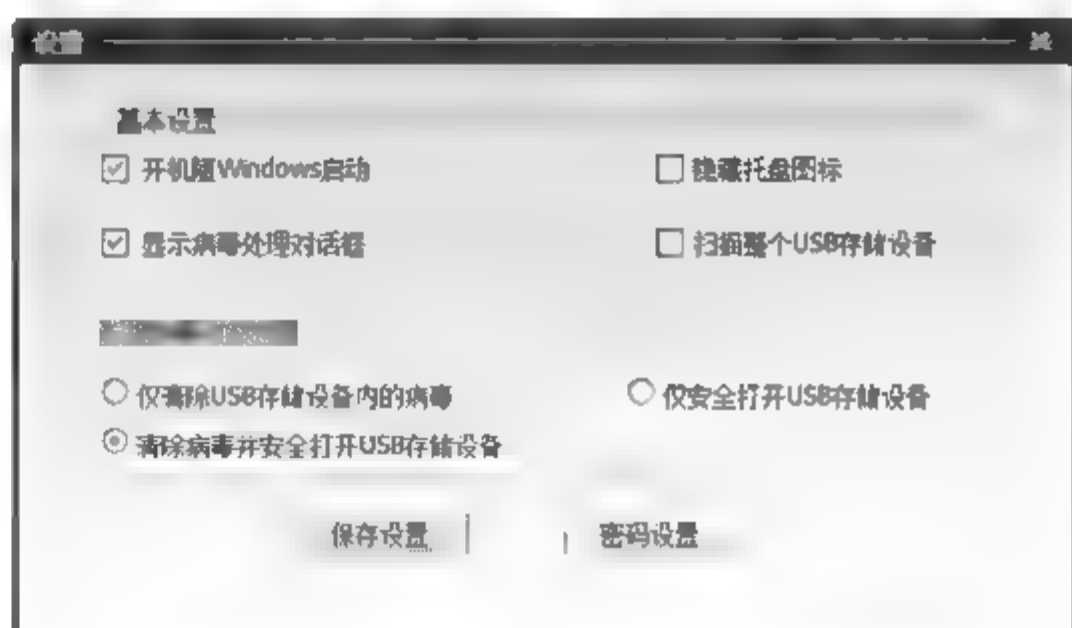 设置
基本设置
开机随Windows启动 隐藏托盘图标
显示病毒处理对话框 扫描整个USB存储设备
仅清除USB存储设备内的病毒 仅安全打开USB存储设备
清除病毒并安全打开USB存储设备
保存设置 密码设置